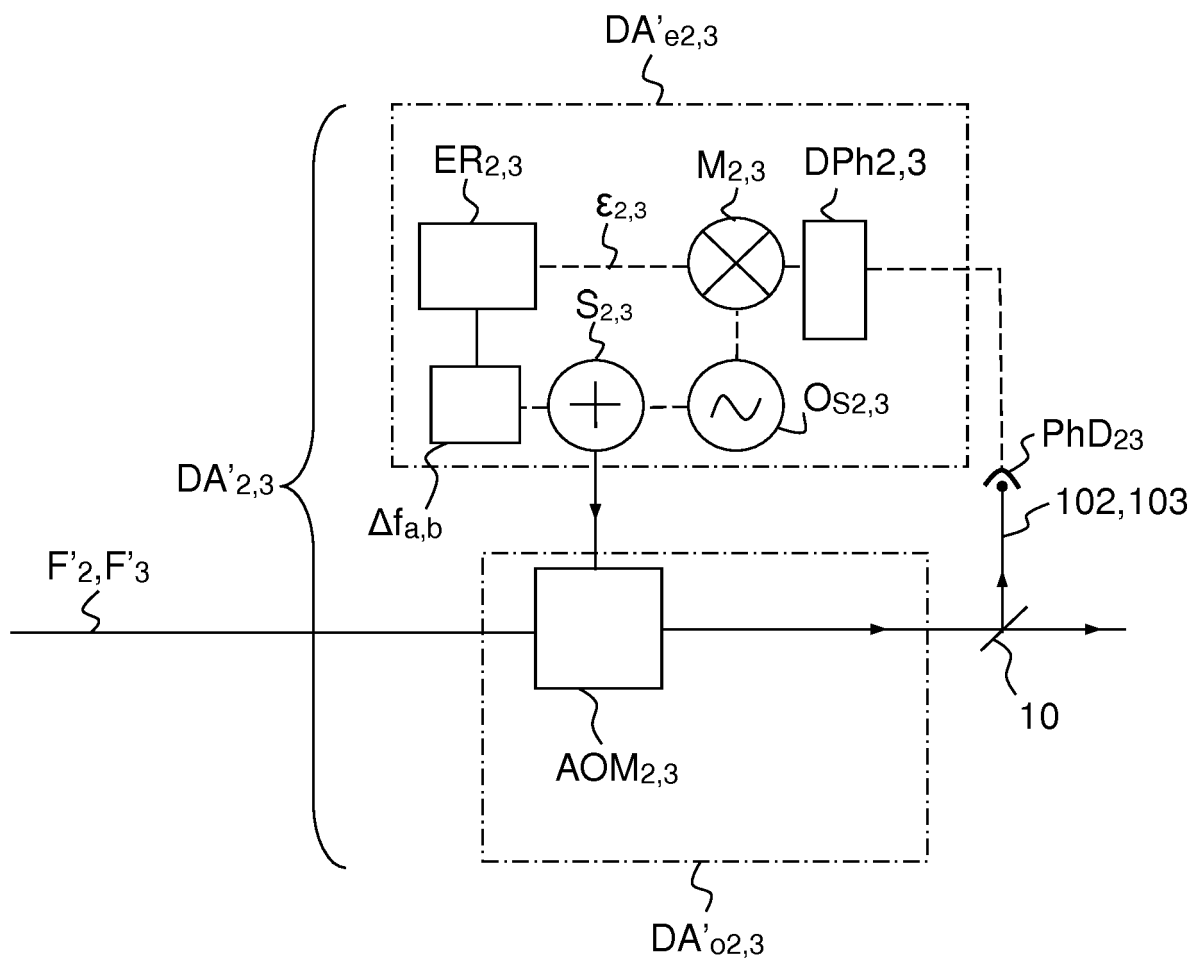 DA'e2,3
ER2,3
M2,3
DPh2,3
ε2,3
S2,3
OS2,3
PhD23
DA'2,3
Δfa,b
102,103
F'2,F'3
10
AOM2,3
DA'o2,3